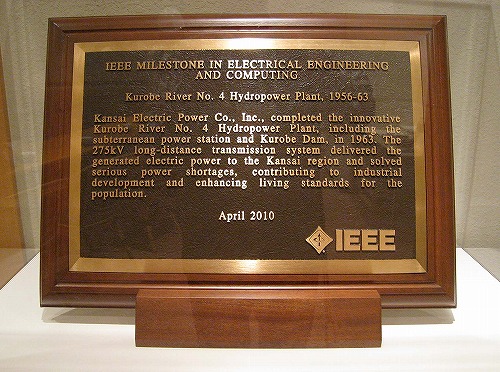 IEEE MILESTONE IN ELECTRICAL ENGINEERING
AND COMPUTING
Kurobe River No. 4 Hydropower Plant, 1956-63
Kansai Electric Power Co., Inc., completed the innovative
Kurobe River No. 4 Hydropower Plant, including the
subterranean power station and Kurobe Dam, in 1963. The
275kV long-distance transmission system delivered the
generated electric power to the Kansai region and solved
serious power shortages, contributing to industrial
development and enhancing living standards for the
population.
April 2010
IEEE